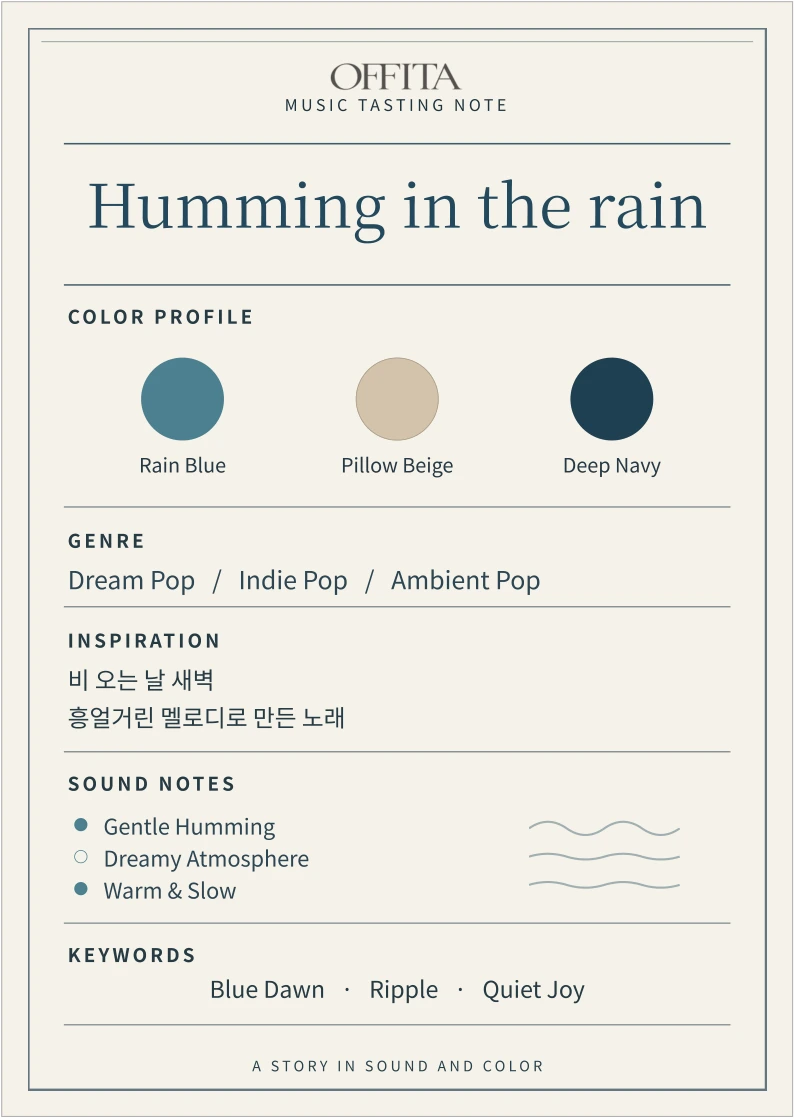 OFFITA
MUSIC TASTING NOTE
Humming in the rain
COLOR PROFILE
Rain Blue
Pillow Beige
Deep Navy
GENRE
Dream Pop / Indie Pop / Ambient Pop
INSPIRATION
비 오는 날 새벽
흥얼거린 멜로디로 만든 노래
SOUND NOTES
Gentle Humming
Dreamy Atmosphere
Warm & Slow
KEYWORDS
Blue Dawn · Ripple · Quiet Joy
A STORY IN SOUND AND COLOR